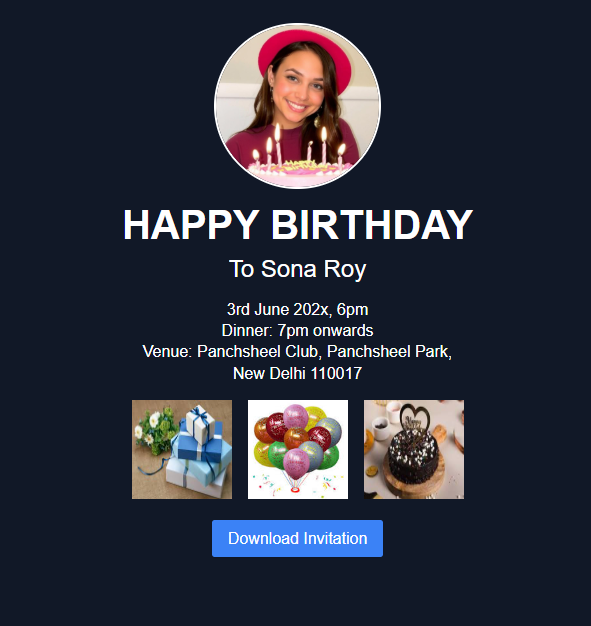 HAPPY BIRTHDAY
To Sona Roy
3rd June 202x, 6pm
Dinner: 7pm onwards
Venue: Panchsheel Club, Panchsheel Park,
New Delhi 110017
Download Invitation